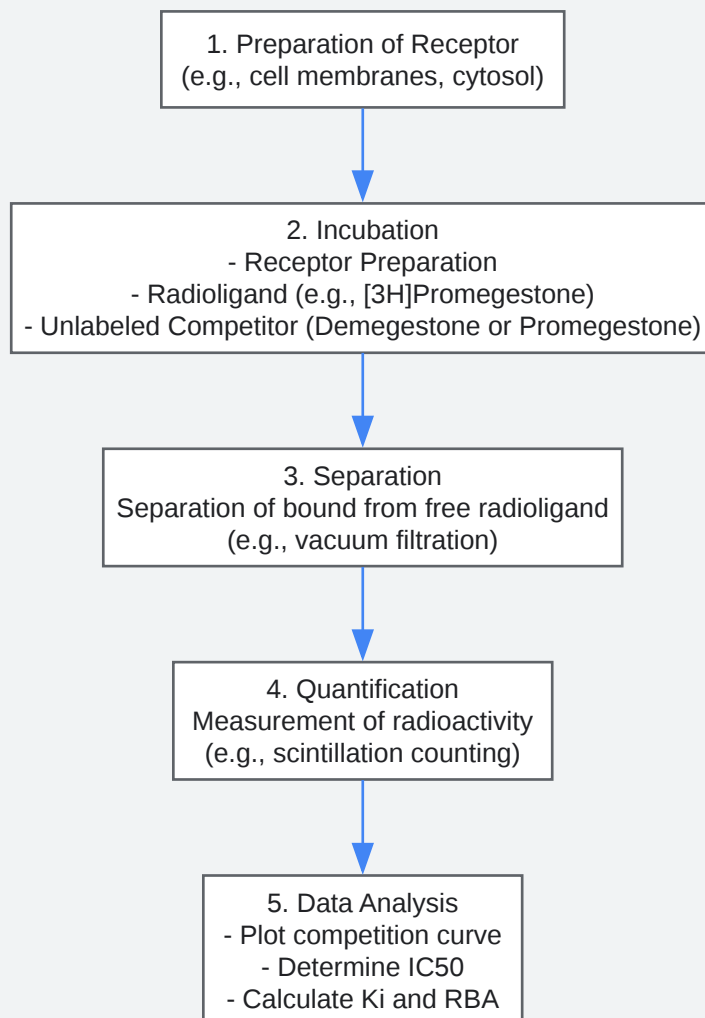 1. Preparation of Receptor
(e.g., cell membranes, cytosol)
2. Incubation
- Receptor Preparation
- Radioligand (e.g., [3H]Promegestone)
- Unlabeled Competitor (Demegestone or Promegestone)
3. Separation
Separation of bound from free radioligand
(e.g., vacuum filtration)
4. Quantification
Measurement of radioactivity
(e.g., scintillation counting)
5. Data Analysis
- Plot competition curve
- Determine IC50
- Calculate Ki and RBA